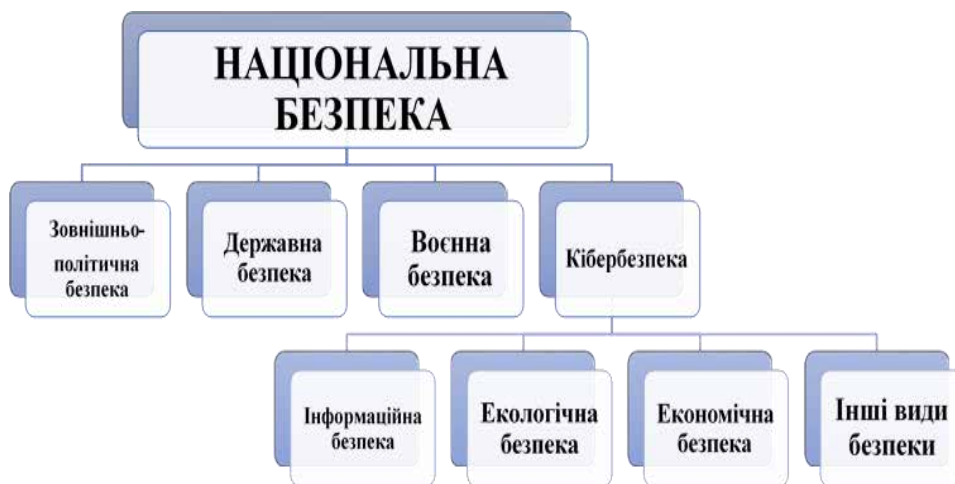 НАЦІОНАЛЬНА
БЕЗПЕКА
Зовнішньо-
політична
безпека
Державна
безпека
Воєнна
безпека
Кібербезпека
Інформаційна
безпека
Екологічна
безпека
Економічна
безпека
Інші види
безпеки